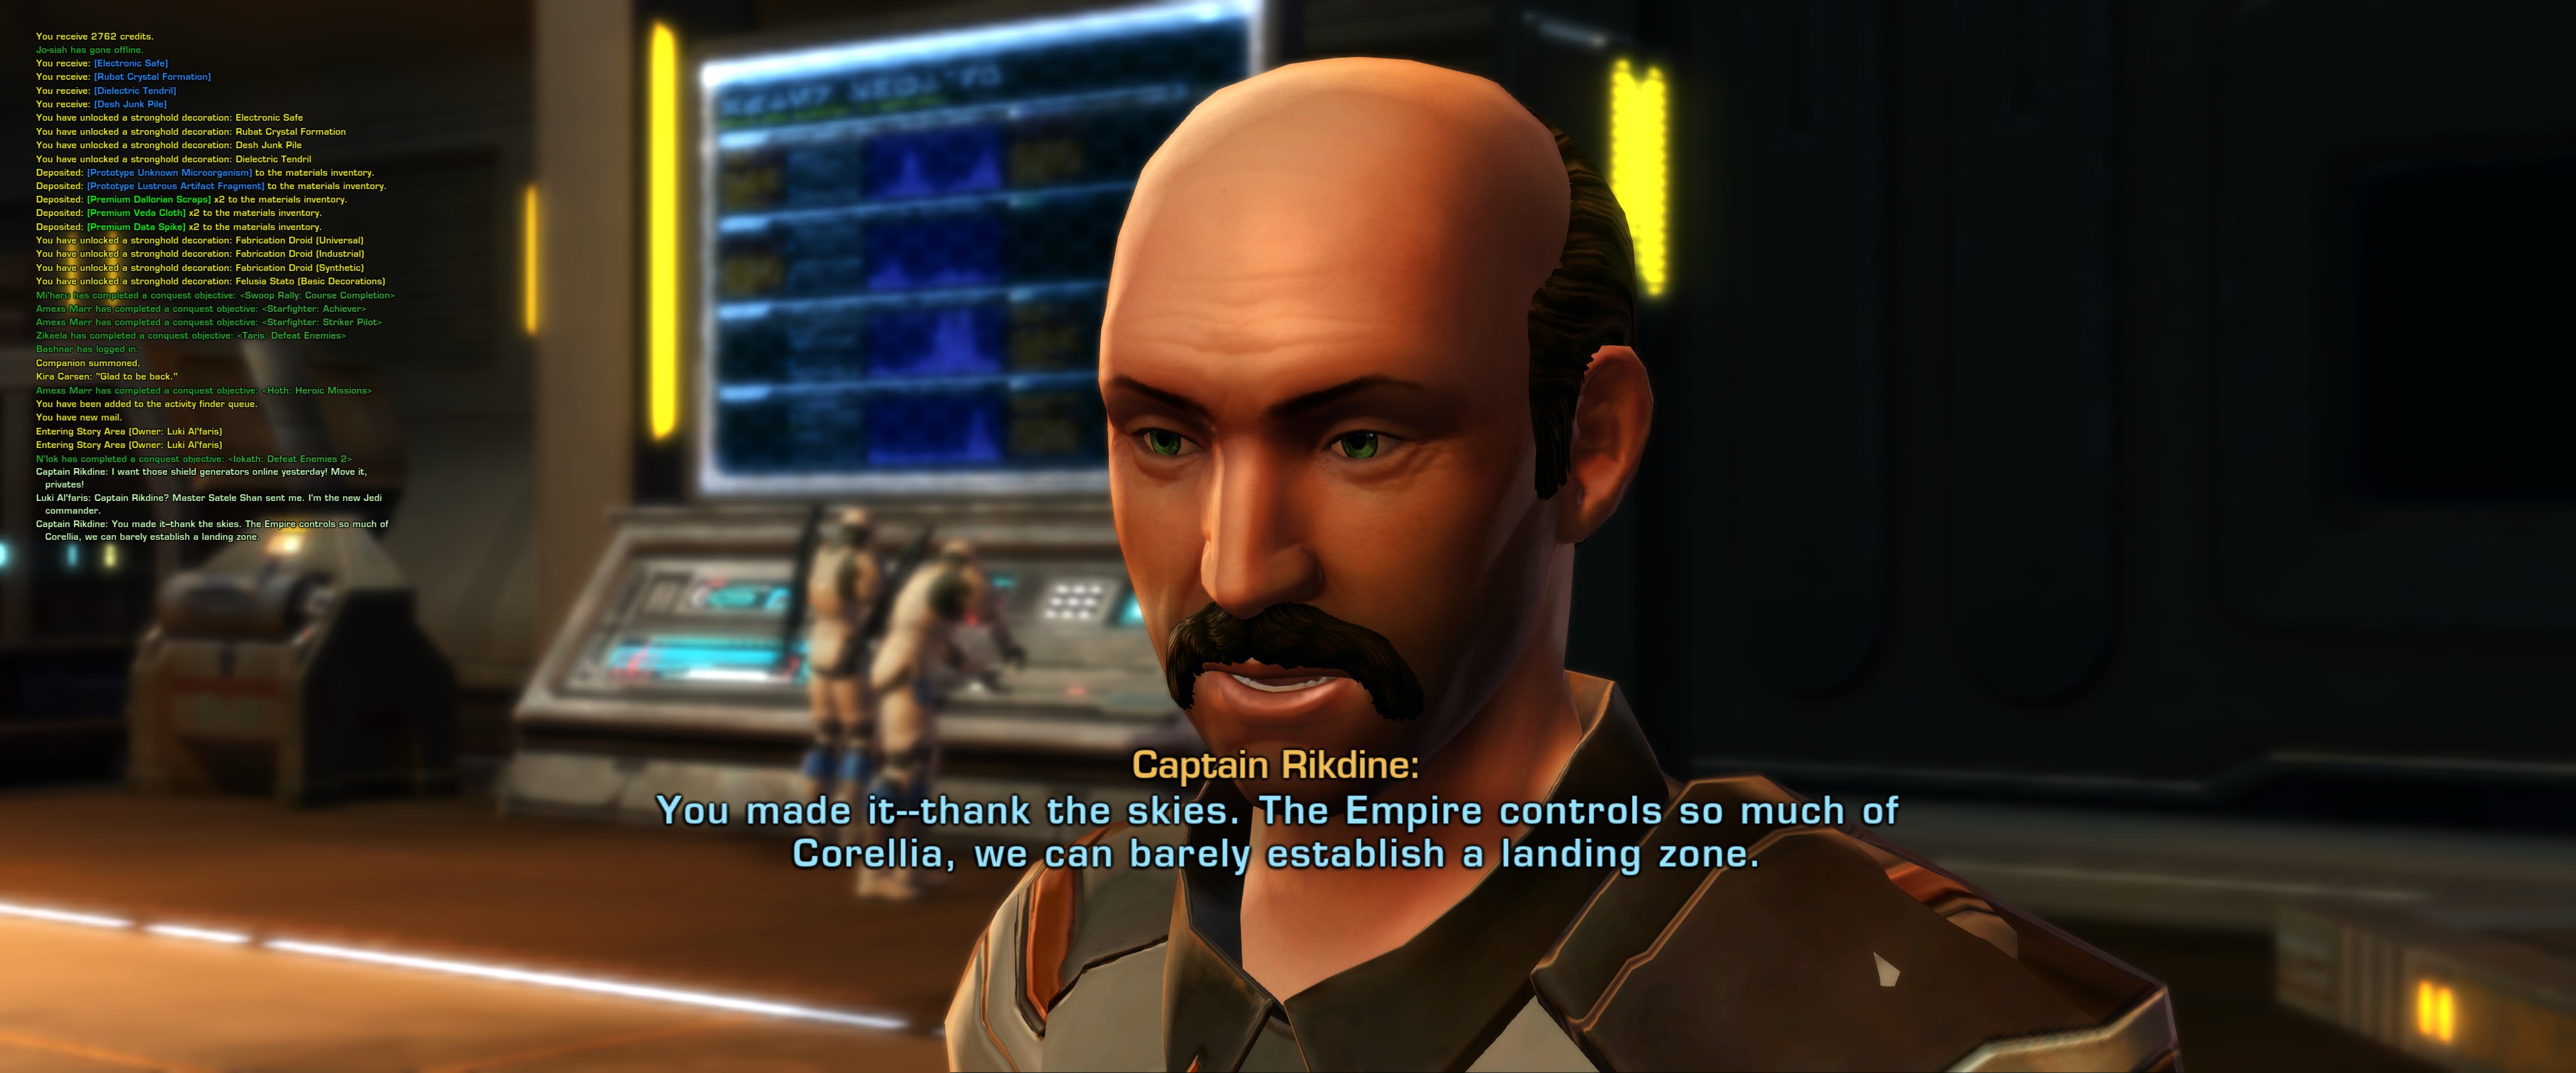 You receive 2762 credits.
Jo-siah has gone offline.
You receive: [Electronic Safe]
You receive: [Rubat Crystal Formation]
You receive: [Dielectric Tendril]
You receive: [Desh Junk Pile]
You have unlocked a stronghold decoration: Electronic Safe
You have unlocked a stronghold decoration: Rubat Crystal Formation
You have unlocked a stronghold decoration: Desh Junk Pile
You have unlocked a stronghold decoration: Dielectric Tendril
Deposited: [Prototype Unknown Microorganism] to the materials inventory.
Deposited: [Prototype Lustrous Artifact Fragment] to the materials inventory.
Deposited: [Premium Dallorian Scraps] x2 to the materials inventory.
Deposited: [Premium Veda Cloth] x2 to the materials inventory.
Deposited: [Premium Data Spike] x2 to the materials inventory.
You have unlocked a stronghold decoration: Fabrication Droid (Universal)
You have unlocked a stronghold decoration: Fabrication Droid (Industrial)
You have unlocked a stronghold decoration: Fabrication Droid (Synthetic)
You have unlocked a stronghold decoration: Felusia Stato (Basic Decorations)
Mi'haru has completed a conquest objective: <Swoop Rally: Course Completion>
Amexs Marr has completed a conquest objective: <Starfighter: Achiever>
Amexs Marr has completed a conquest objective: <Starfighter: Striker Pilot>
Zikaela has completed a conquest objective: <Taris: Defeat Enemies>
Bashnar has logged in.
Companion summoned.
Kira Carsen: "Glad to be back."
Amexs Marr has completed a conquest objective: <Hoth: Heroic Missions>
You have been added to the activity finder queue.
You have new mail.
Entering Story Area (Owner: Luki Al'faris)
Entering Story Area (Owner: Luki Al'faris)
N'lok has completed a conquest objective: <Iokath: Defeat Enemies 2>
Captain Rikdine: I want those shield generators online yesterday! Move it,
privates!
Luki Al'faris: Captain Rikdine? Master Satele Shan sent me. I'm the new Jedi
commander.
Captain Rikdine: You made it--thank the skies. The Empire controls so much of
Corellia, we can barely establish a landing zone.
Captain Rikdine:
You made it--thank the skies. The Empire controls so much of
Corellia, we can barely establish a landing zone.